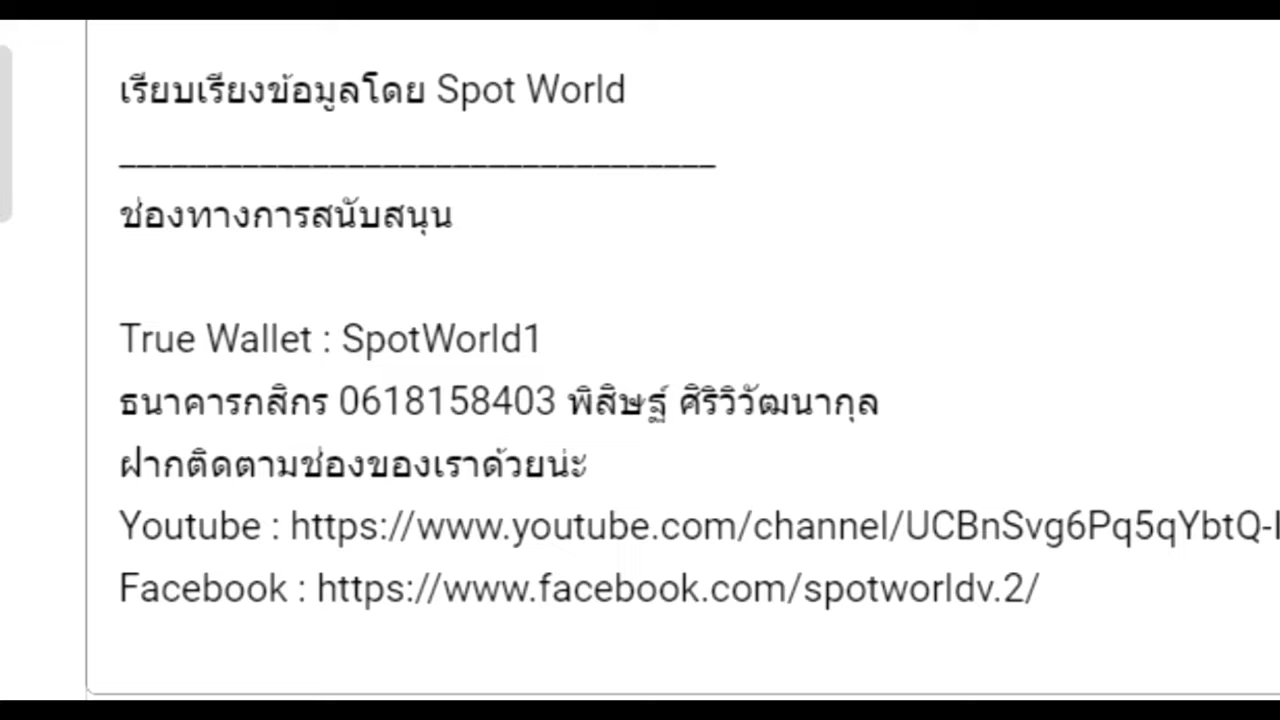 เรียบเรียงข้อมูลโดย Spot World
__________________________________
ช่องทางการสนับสนุน
True Wallet : SpotWorld1
ธนาคารกสิกร 0618158403 พิสิษฐ์ ศิริวิวัฒนากุล
ฝากติดตามช่องของเราด้วยน่ะ
Youtube : https://www.youtube.com/channel/UCBnSvg6Pq5qYbtQ-
Facebook : https://www.facebook.com/spotworldv.2/